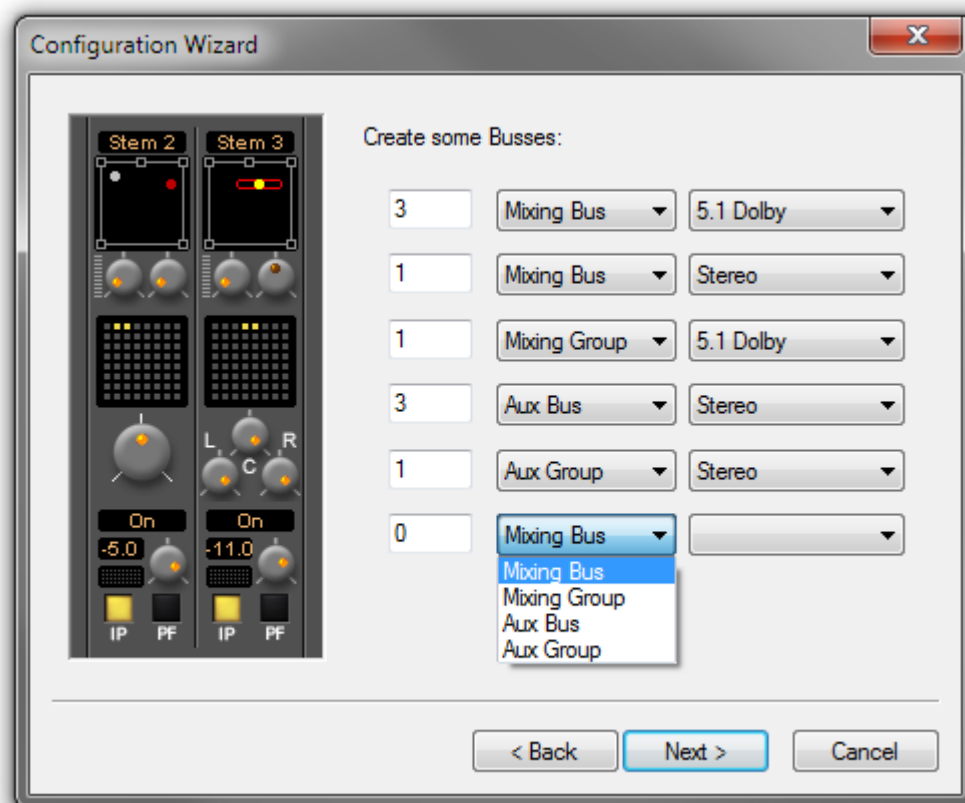 Configuration Wizard
Stem 2 Stem 3
L R
C
On On
-5.0 -11.0
IP PF IP PF
Create some Busses:
3 Mixing Bus 5.1 Dolby
1 Mixing Bus Stereo
1 Mixing Group 5.1 Dolby
3 Aux Bus Stereo
1 Aux Group Stereo
0 Mixing Bus
Mixing Bus
Mixing Group
Aux Bus
Aux Group
< Back Next > Cancel